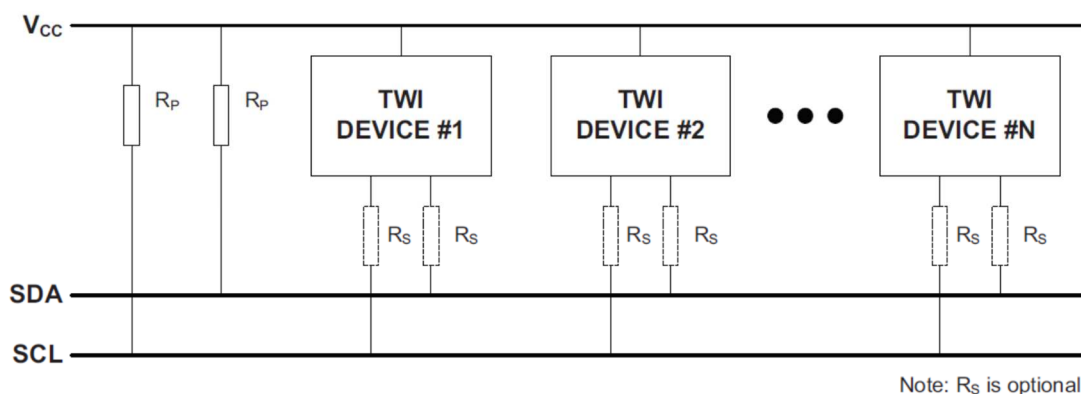 VCC
RP RP
TWI DEVICE #1
TWI DEVICE #2
TWI DEVICE #N
RS RS RS RS RS RS
SDA
SCL
Note: RS is optional